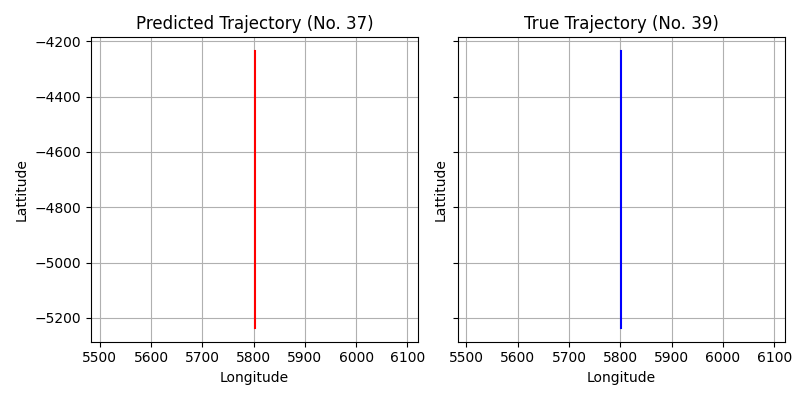 Predicted Trajectory (No. 37)
True Trajectory (No. 39)
−4200
−4400
−4600
−4800
−5000
−5200
Lattitude
Lattitude
5500 5600 5700 5800 5900 6000 6100
5500 5600 5700 5800 5900 6000 6100
Longitude
Longitude